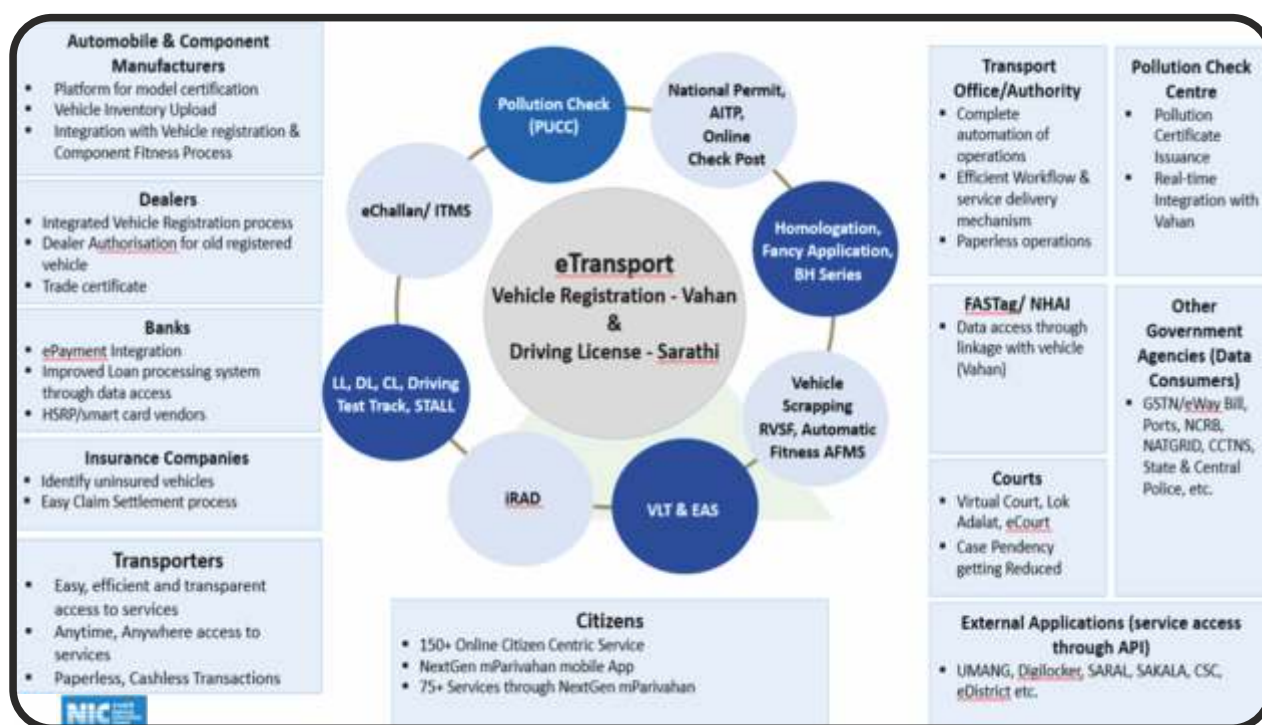 Automobile & Component
Manufacturers
▪ Platform for model certification
▪ Vehicle Inventory Upload
▪ Integration with Vehicle registration &
Component Fitness Process
Dealers
▪ Integrated Vehicle Registration process
▪ Dealer Authorisation for old registered
vehicle
▪ Trade certificate
Banks
▪ ePayment Integration
▪ Improved Loan processing system
through data access
▪ HSRP/smart card vendors
Insurance Companies
▪ Identify uninsured vehicles
▪ Easy Claim Settlement process
Transporters
▪ Easy, efficient and transparent
access to services
▪ Anytime, Anywhere access to
services
▪ Paperless, Cashless Transactions
NIC
Pollution Check
(PUCC)
National Permit,
AITP,
Online
Check Post
eChallan/ ITMS
Homologation,
Fancy Application,
BH Series
eTransport
Vehicle Registration - Vahan
&
Driving License - Sarathi
LL, DL, CL, Driving
Test Track, STALL
Vehicle
Scrapping
RVSF, Automatic
Fitness AFMS
iRAD
VLT & EAS
Citizens
▪ 150+ Online Citizen Centric Service
▪ NextGen mParivahan mobile App
▪ 75+ Services through NextGen mParivahan
Transport
Office/Authority
▪ Complete
automation of
operations
▪ Efficient Workflow &
service delivery
mechanism
▪ Paperless operations
Pollution Check
Centre
▪ Pollution
Certificate
Issuance
▪ Real-time
Integration with
Vahan
FASTag/ NHAI
▪ Data access through
linkage with vehicle
(Vahan)
Other
Government
Agencies (Data
Consumers)
▪ GSTN/eWay Bill,
Ports, NCRB,
NATGRID, CCTNS,
State & Central
Police, etc.
Courts
▪ Virtual Court, Lok
Adalat, eCourt
▪ Case Pendency
getting Reduced
External Applications (service access
through API)
▪ UMANG, Digilocker, SARAL, SAKALA, CSC,
eDistrict etc.